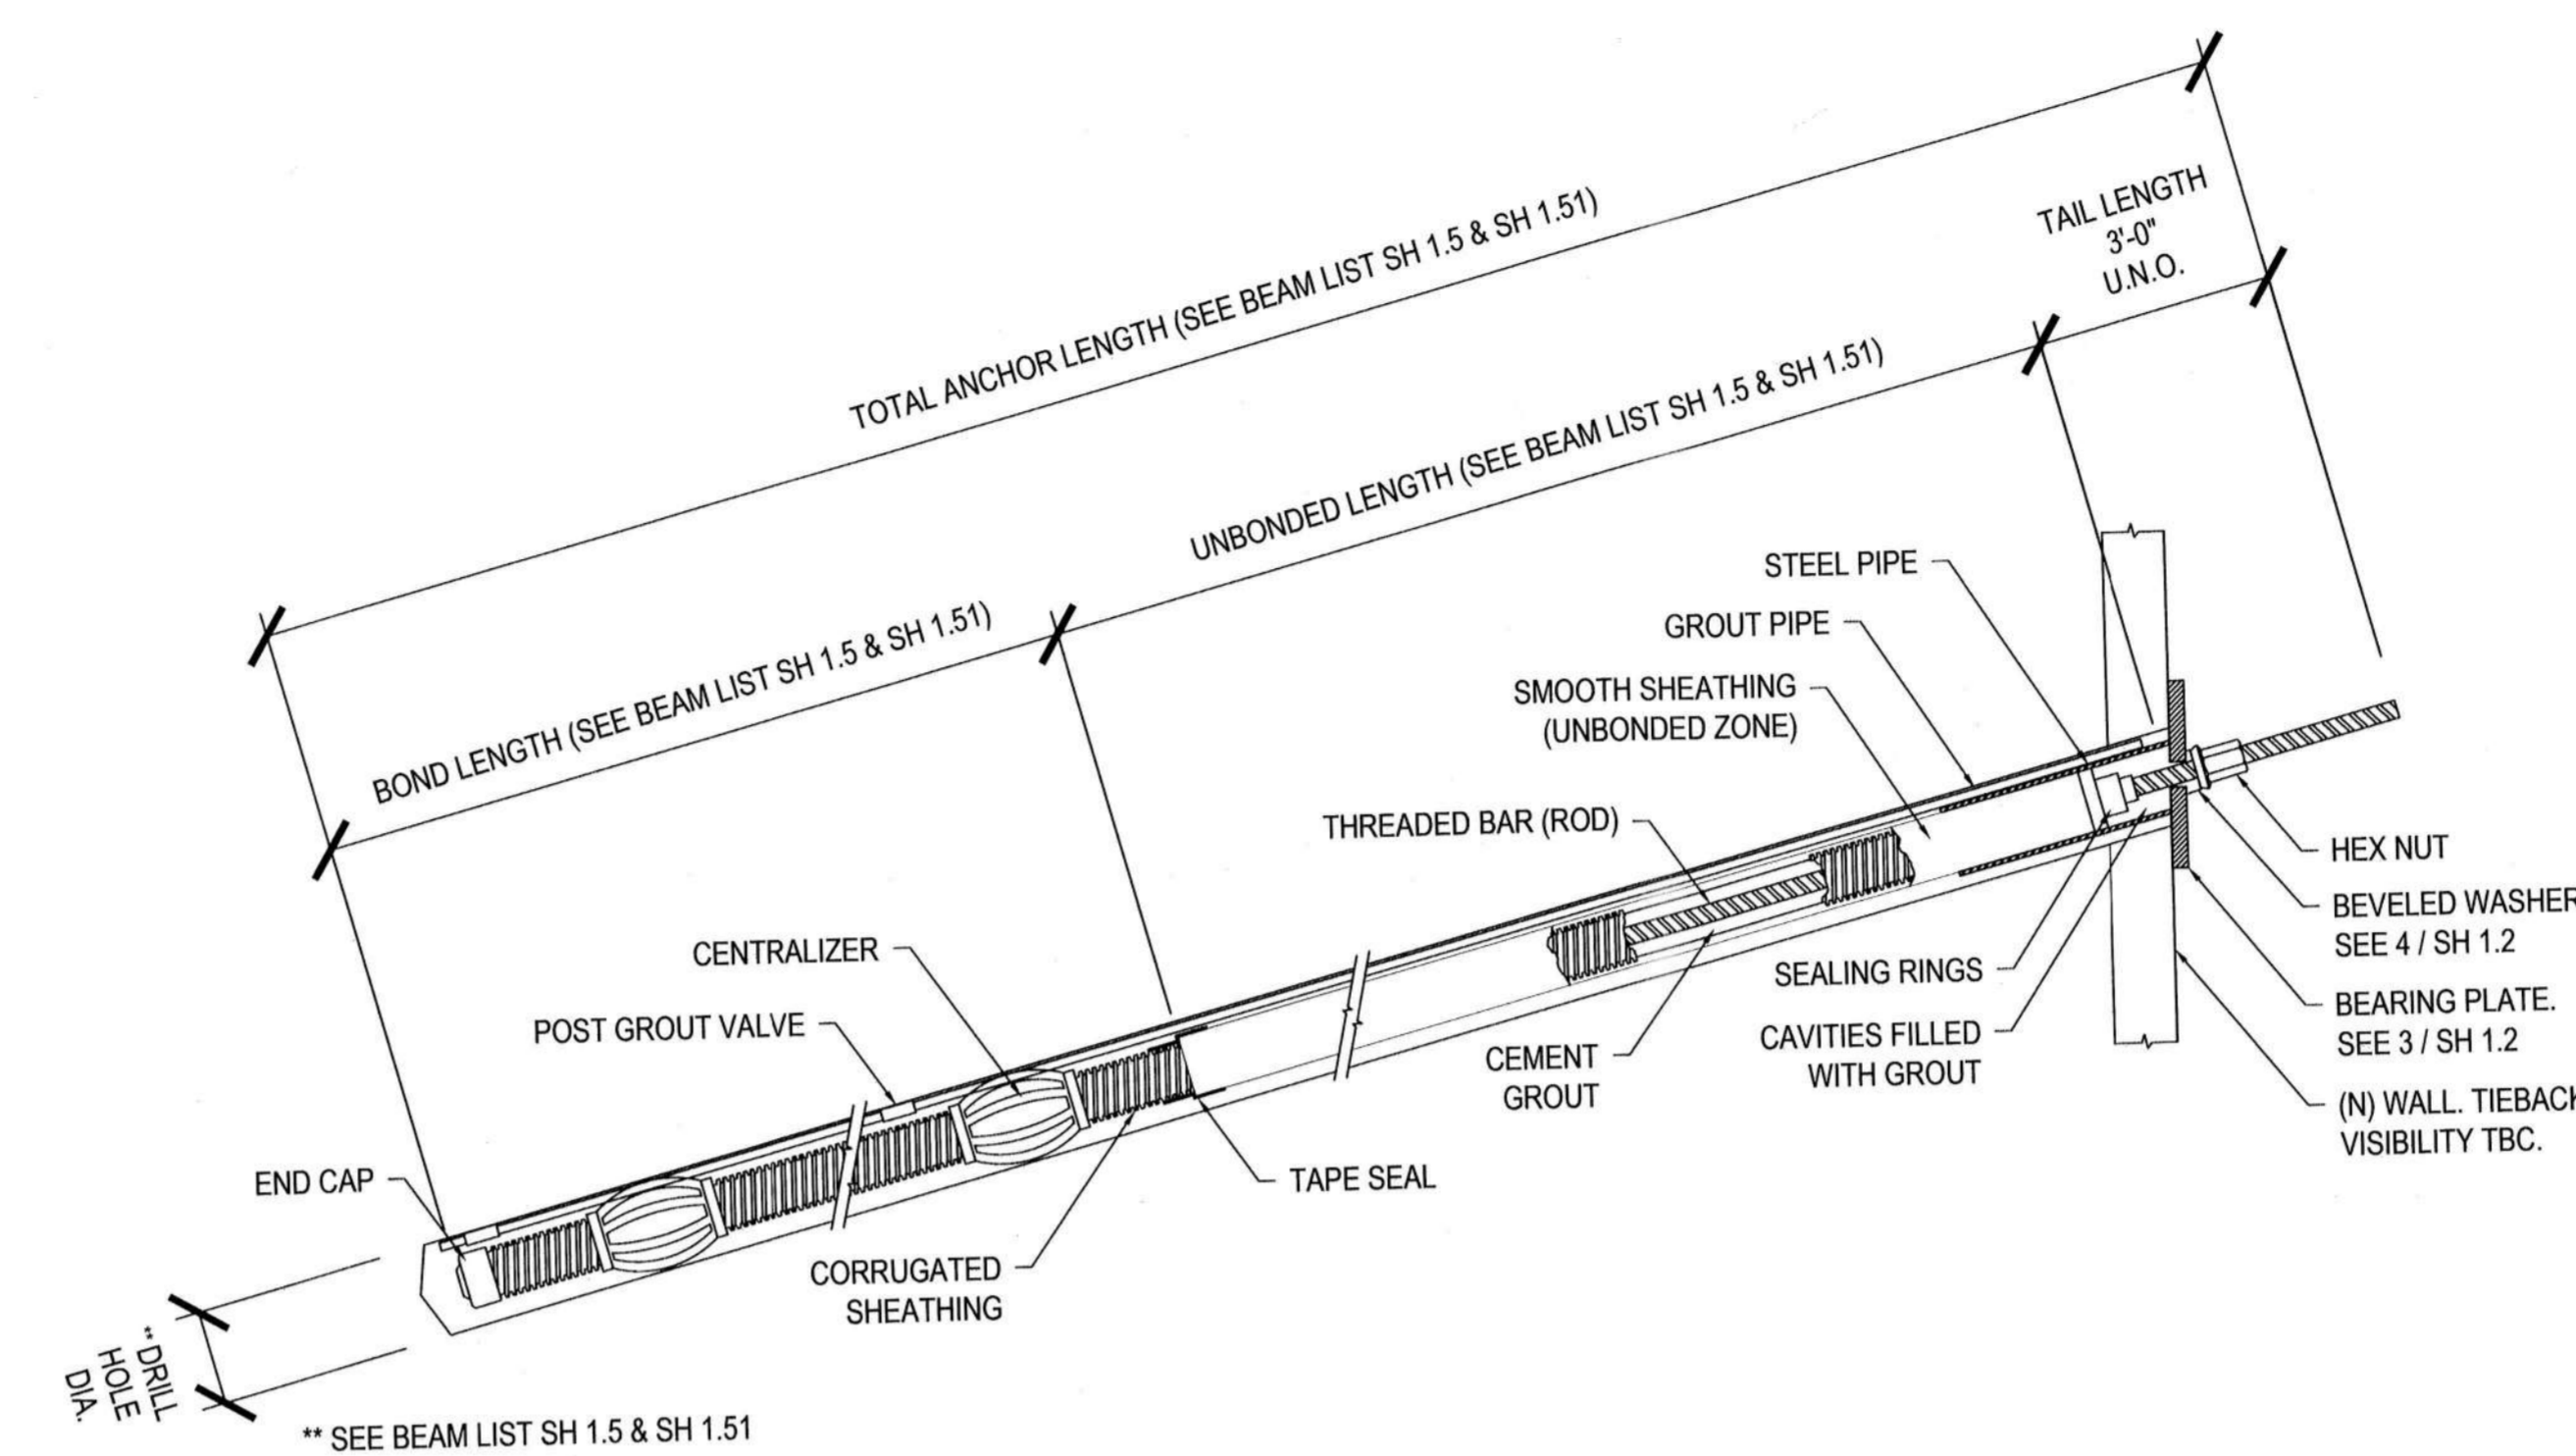 TOTAL ANCHOR LENGTH (SEE BEAM LIST SH 1.5 & SH 1.51)
TAIL LENGTH
3'-0"
U.N.O.
UNBONDED LENGTH (SEE BEAM LIST SH 1.5 & SH 1.51)
BOND LENGTH (SEE BEAM LIST SH 1.5 & SH 1.51)
STEEL PIPE
GROUT PIPE
SMOOTH SHEATHING
(UNBONDED ZONE)
THREADED BAR (ROD)
CENTRALIZER
POST GROUT VALVE
END CAP
HEX NUT
BEVELED WASHER
SEE 4 / SH 1.2
BEARING PLATE.
SEE 3 / SH 1.2
(N) WALL. TIEBACK
VISIBILITY TBC.
SEALING RINGS
CAVITIES FILLED
WITH GROUT
CEMENT
GROUT
TAPE SEAL
CORRUGATED
SHEATHING
** DRILL
HOLE
DIA.
** SEE BEAM LIST SH 1.5 & SH 1.51